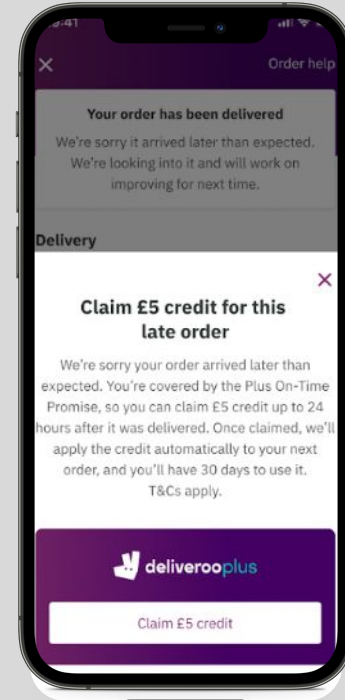 9:41
Order help
Your order has been delivered
We're sorry it arrived later than expected.
We're looking into it and will work on
improving for next time.
Delivery
Claim £5 credit for this
late order
We're sorry your order arrived later than
expected. You're covered by the Plus On-Time
Promise, so you can claim £5 credit up to 24
hours after it was delivered. Once claimed, we'll
apply the credit automatically to your next
order, and you'll have 30 days to use it.
T&Cs apply.
deliverooplus
Claim £5 credit